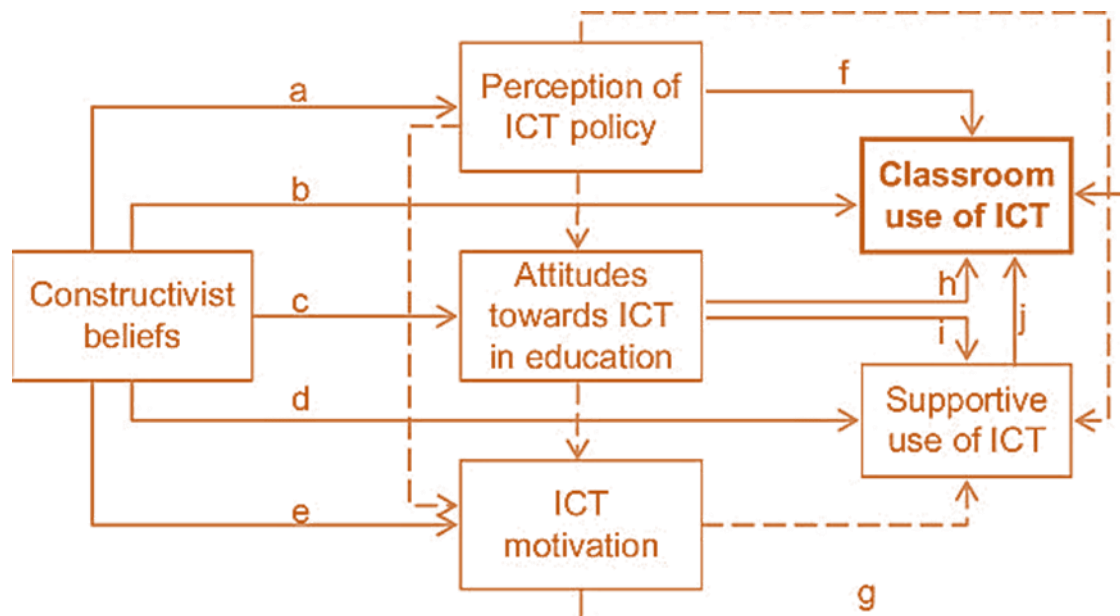 Perception of
ICT policy
f
a
Classroom
use of ICT
b
Constructivist
beliefs
c
Attitudes
towards ICT
in education
h
i
j
d
Supportive
use of ICT
e
ICT
motivation
g